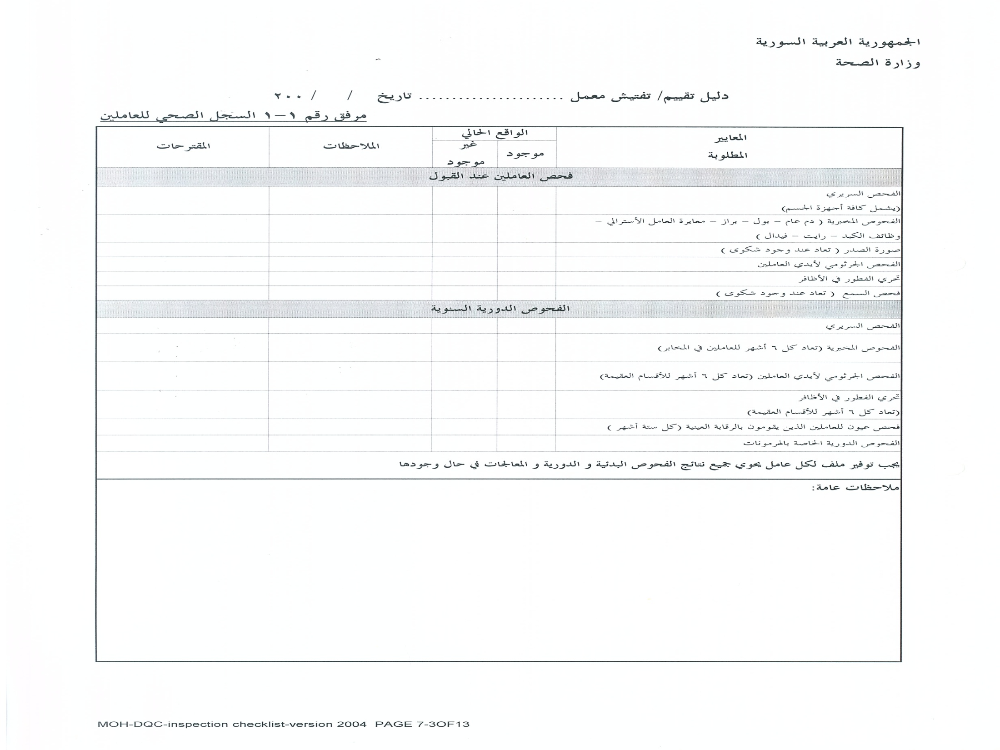 الجمهورية العربية السورية
وزارة الصحة
دليل تقييم/ تفتيش معمل ...................... تاريخ / / ٢٠٠
مرفق رقم ١-١ السجل الصحي للعاملين
المعايير
المطلوبة
الواقع الحالي
موجود
غير
موجود
الملاحظات
المقترحات
فحص العاملين عند القبول
الفحص السريري
(يشمل كافة أجهزة الجسم)
الفحوص المخبرية ( دم عام – بول – براز – معايرة العامل الأسترالي –
وظائف الكبد – رايت – فيدال )
صورة الصدر ( تعاد عند وجود شكوى )
الفحص الجرثومي لأيدي العاملين
تحري الفطور في الأظافر
فحص السمع ( تعاد عند وجود شكوى )
الفحوص الدورية السنوية
الفحص السريري
الفحوص المخبرية (تعاد كل ٦ أشهر للعاملين في المخابر)
الفحص الجرثومي لأيدي العاملين (تعاد كل ٦ أشهر للأقسام العقيمة)
تحري الفطور في الأظافر
(تعاد كل ٦ أشهر للأقسام العقيمة)
فحص عيون للعاملين الذين يقومون بالرقابة العينية (كل ستة أشهر )
الفحوص الدورية الخاصة بالهرمونات
يجب توفير ملف لكل عامل يحوي جميع نتائج الفحوص البدئية و الدورية و المعالجات في حال وجودها
ملاحظات عامة:
MOH-DQC-inspection checklist-version 2004 PAGE 7-3OF13